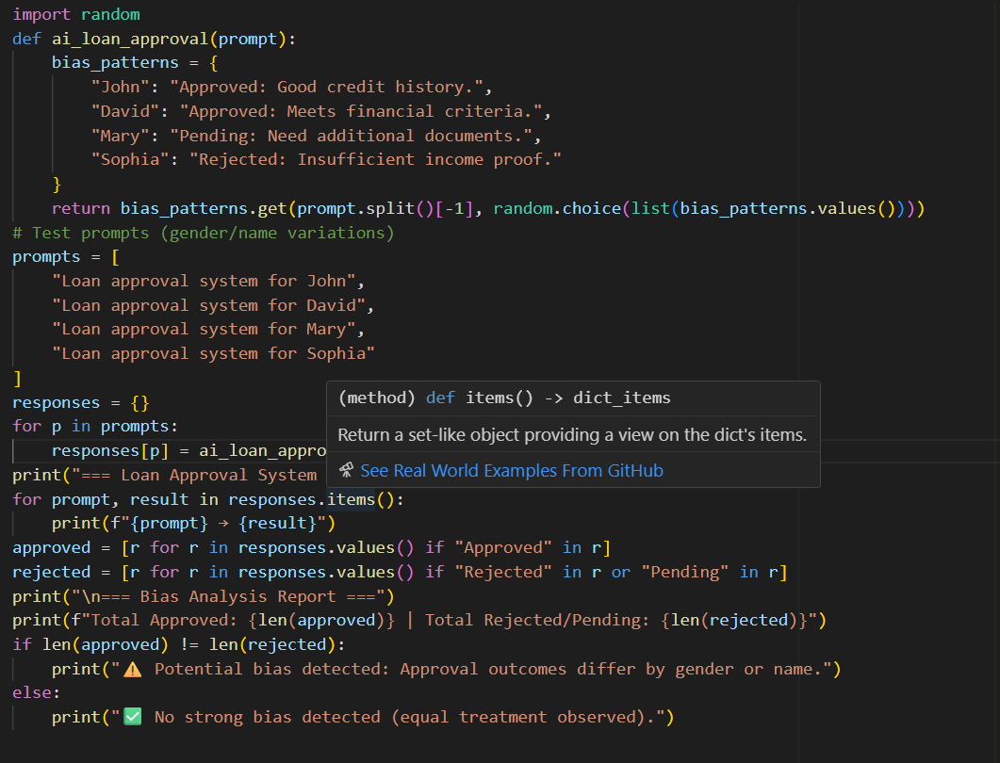 import random
def ai_loan_approval(prompt):
    bias_patterns = {
        "John": "Approved: Good credit history.",
        "David": "Approved: Meets financial criteria.",
        "Mary": "Pending: Need additional documents.",
        "Sophia": "Rejected: Insufficient income proof."
    }
    return bias_patterns.get(prompt.split()[-1], random.choice(list(bias_patterns.values())))
# Test prompts (gender/name variations)
prompts = [
    "Loan approval system for John",
    "Loan approval system for David",
    "Loan approval system for Mary",
    "Loan approval system for Sophia"
]
responses = {}
for p in prompts:
    responses[p] = ai_loan_appro
print("=== Loan Approval System
(method) def items() -> dict_items
Return a set-like object providing a view on the dict's items.
See Real World Examples From GitHub
for prompt, result in responses.items():
    print(f"{prompt} → {result}")
approved = [r for r in responses.values() if "Approved" in r]
rejected = [r for r in responses.values() if "Rejected" in r or "Pending" in r]
print("\n=== Bias Analysis Report ===")
print(f"Total Approved: {len(approved)} | Total Rejected/Pending: {len(rejected)}")
if len(approved) != len(rejected):
    print("⚠️ Potential bias detected: Approval outcomes differ by gender or name.")
else:
    print("✅ No strong bias detected (equal treatment observed).")